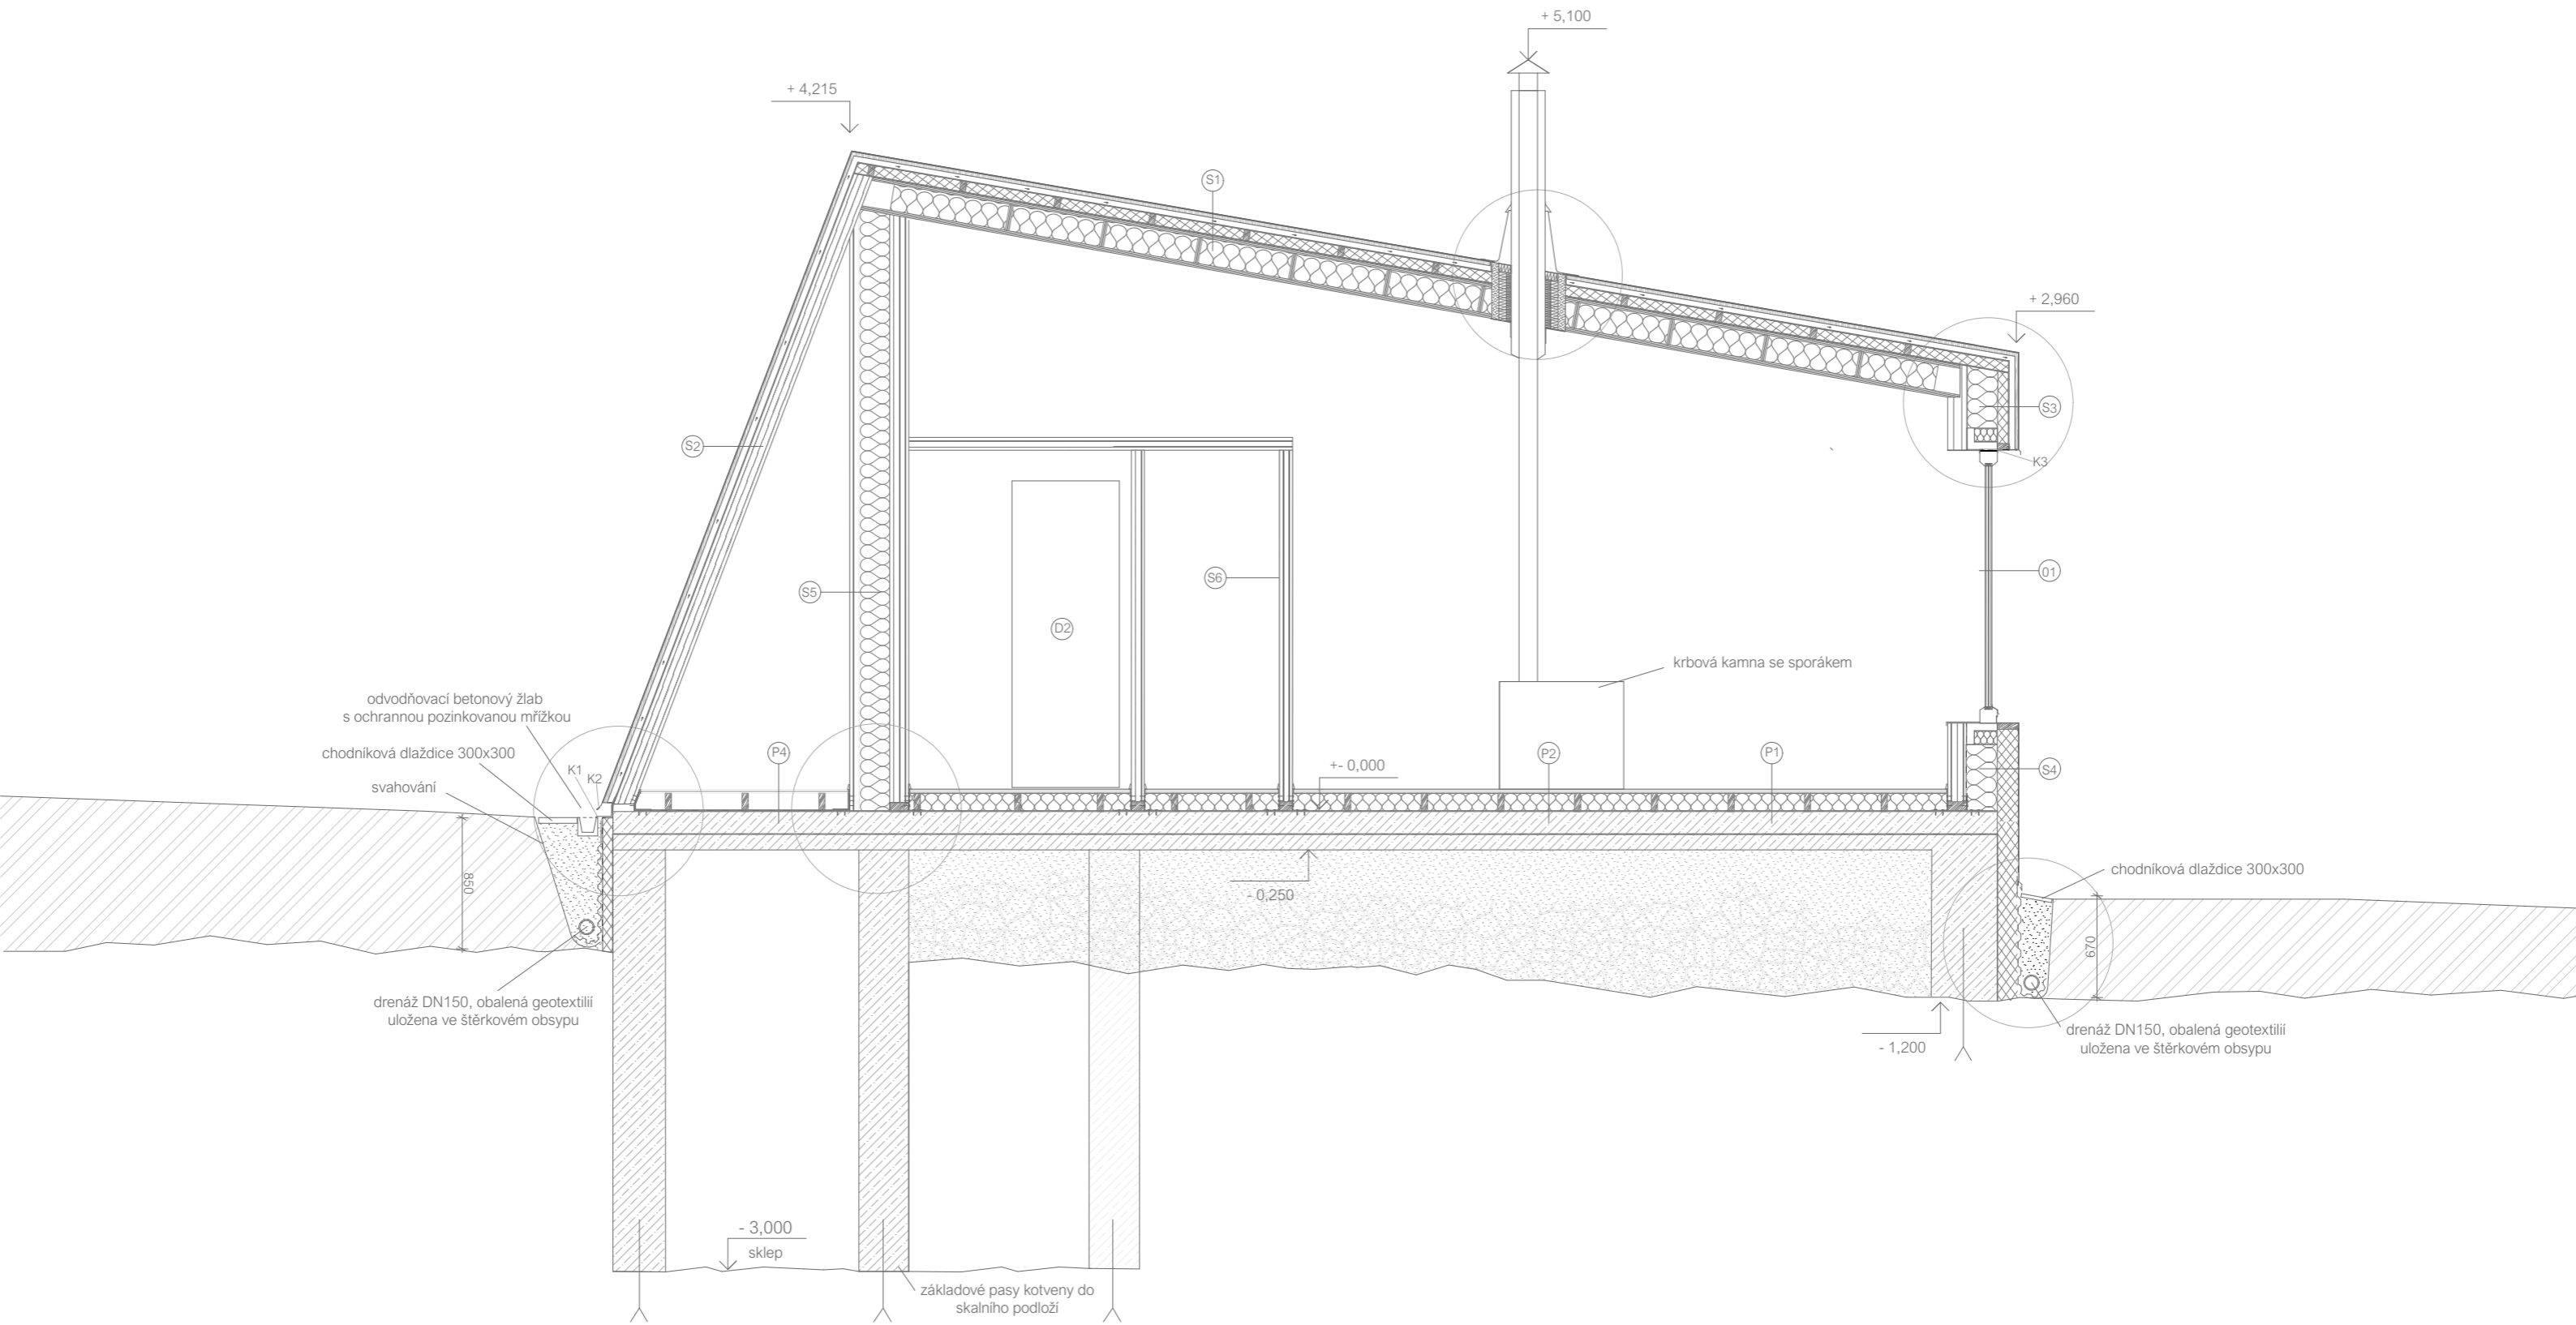 + 5,100
+ 4,215
S1
+ 2,960
S3
S2
K3
S5
S6
01
D2
krbová kamna se sporákem
odvodňovací betonový žlab
s ochrannou pozinkovanou mřížkou
chodníková dlaždice 300x300
K1
K2
svahování
P4
+- 0,000
P2
P1
S4
850
- 0,250
chodníková dlaždice 300x300
670
drenáž DN150, obalená geotextilií
uložena ve štěrkovém obsypu
- 1,200
drenáž DN150, obalená geotextilií
uložena ve štěrkovém obsypu
- 3,000
sklep
základové pasy kotveny do
skalního podloží